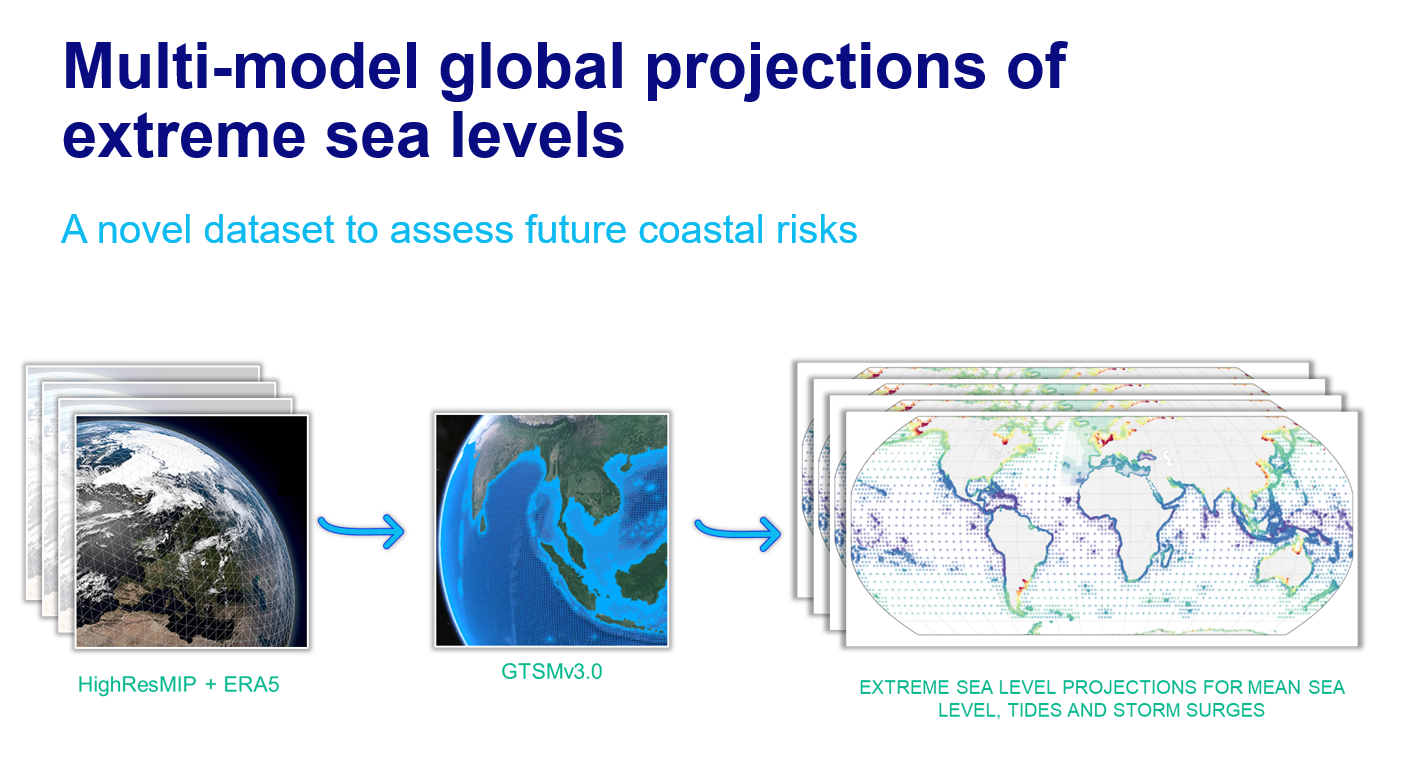 Multi-model global projections of
extreme sea levels
A novel dataset to assess future coastal risks
HighResMIP + ERA5
GTSMv3.0
EXTREME SEA LEVEL PROJECTIONS FOR MEAN SEA
LEVEL, TIDES AND STORM SURGES